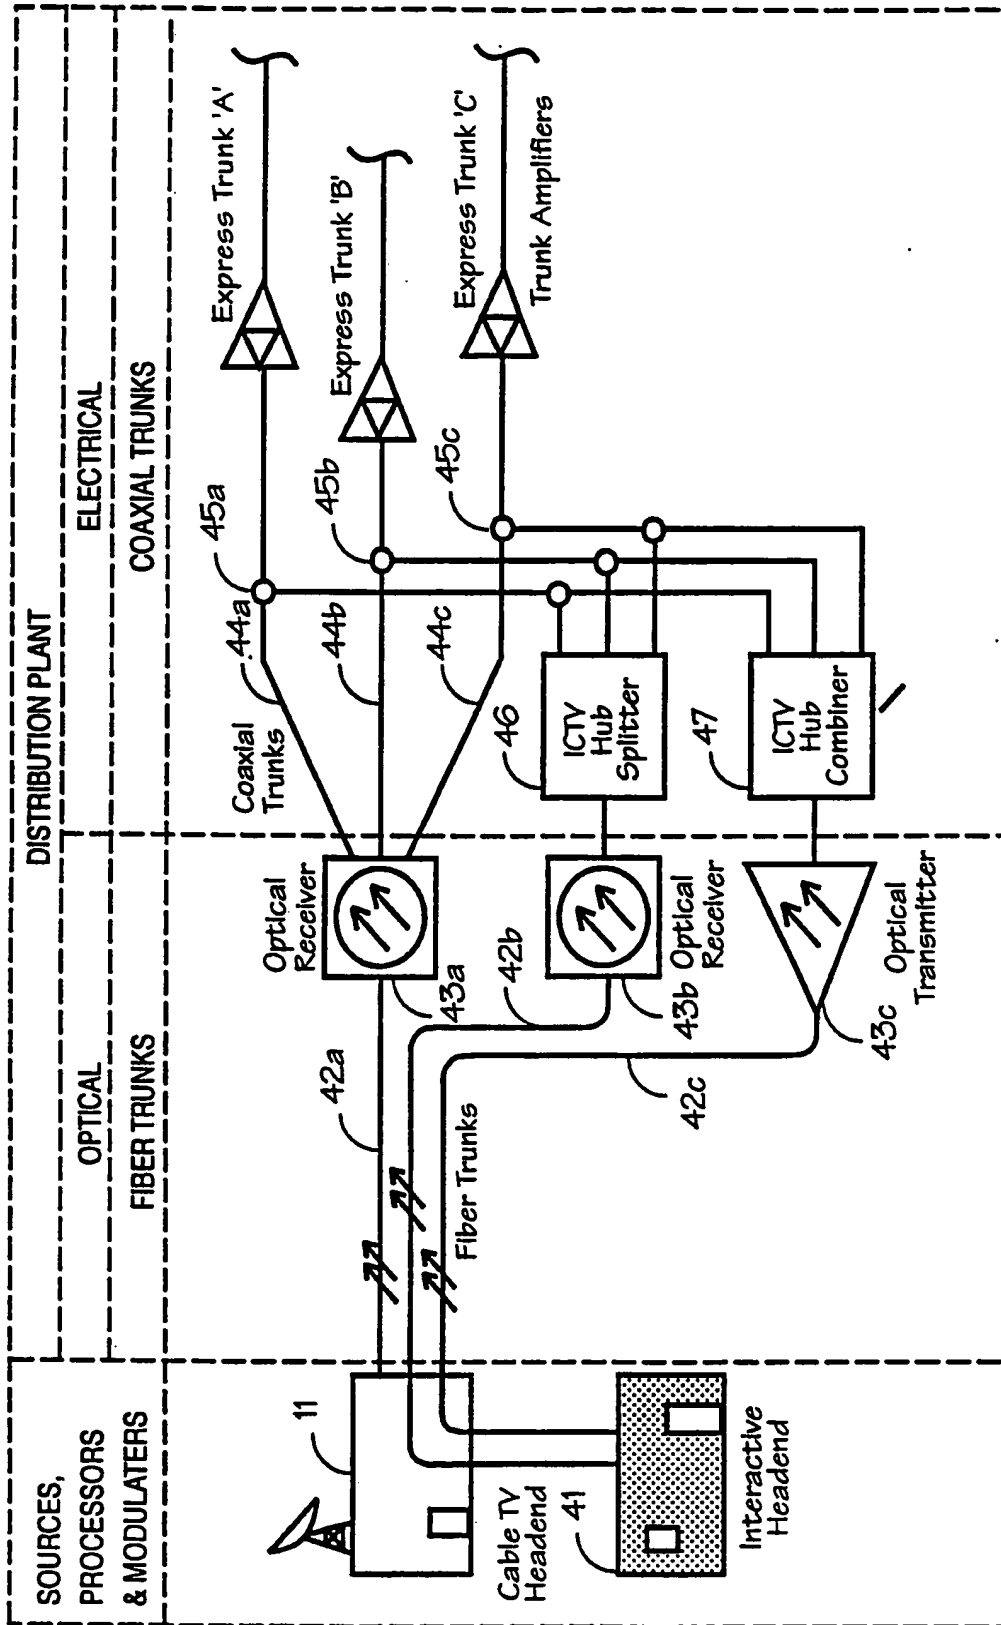 DISTRIBUTION PLANT
SOURCES,
PROCESSORS
& MODULATERS
OPTICAL
ELECTRICAL
FIBER TRUNKS
COAXIAL TRUNKS
11
Cable TV
Headend
41
Interactive
Headend
42a
42b
42c
Fiber Trunks
Optical
Receiver
43a
Optical
Receiver
43b
Optical
Transmitter
43c
Coaxial
Trunks
44a
44b
44c
45a
45b
45c
46
ICTV
Hub
Splitter
47
ICTV
Hub
Combiner
Express Trunk 'A'
Express Trunk 'B'
Express Trunk 'C'
Trunk Amplifiers